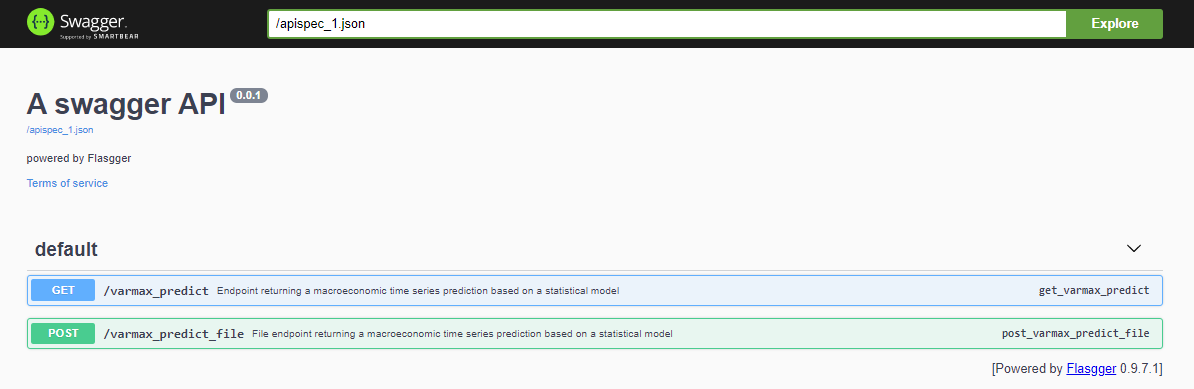 Swagger.
Supported by SMARTBEAR
/apispec_1.json
Explore
A swagger API 0.0.1
/apispec_1.json
powered by Flasgger
Terms of service
default
GET /varmax_predict Endpoint returning a macroeconomic time series prediction based on a statistical model get_varmax_predict
POST /varmax_predict_file File endpoint returning a macroeconomic time series prediction based on a statistical model post_varmax_predict_file
[Powered by Flasgger 0.9.7.1]